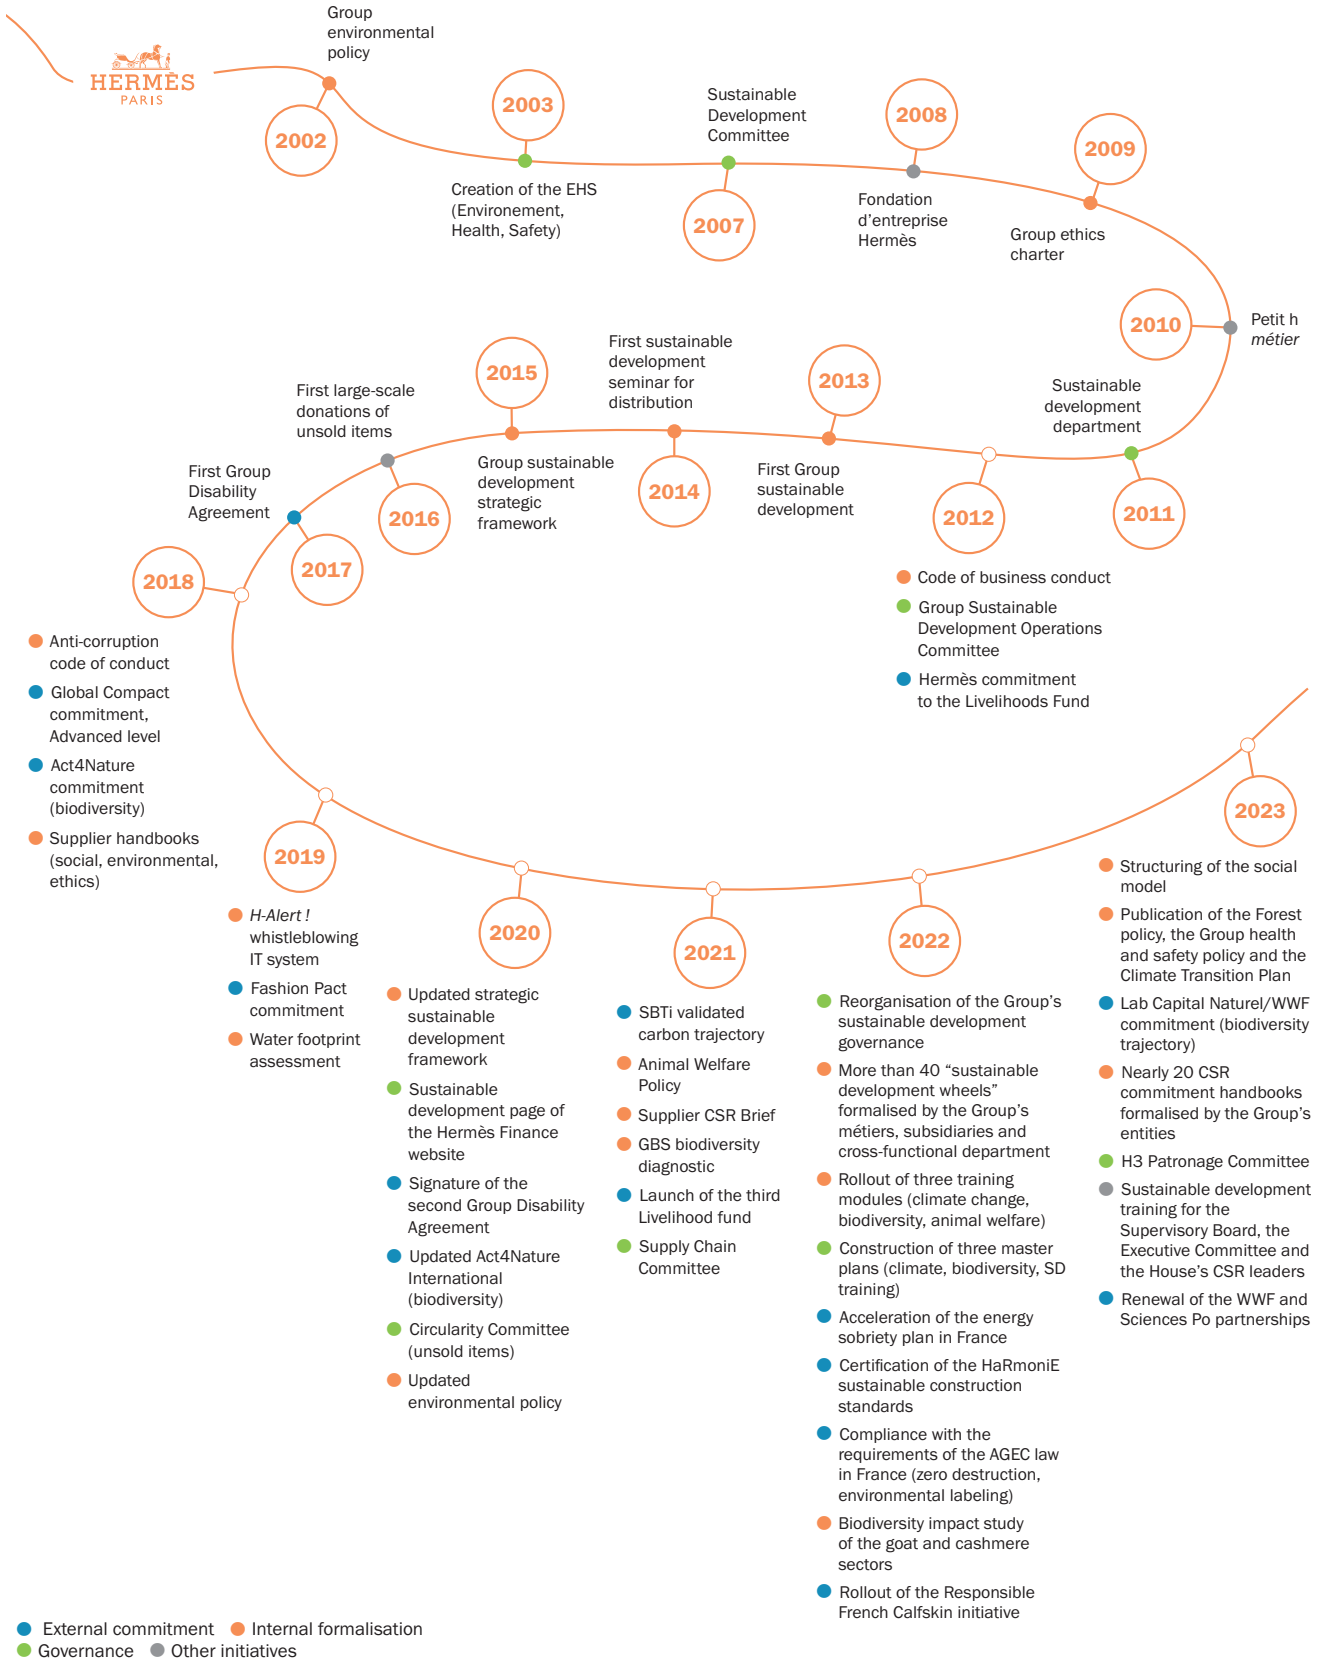 HERMÈS
PARIS
Group
environmental
policy
2002
2003
Creation of the EHS
(Environement,
Health, Safety)
Sustainable
Development
Committee
2007
2008
Fondation
d’entreprise
Hermès
2009
Group ethics
charter
2010
Petit h
métier
Sustainable
development
department
2011
2012
Code of business conduct
Group Sustainable
Development Operations
Committee
Hermès commitment
to the Livelihoods Fund
2013
First Group
sustainable
development
First sustainable
development
seminar for
distribution
2014
2015
Group sustainable
development
strategic
framework
First large-scale
donations of
unsold items
2016
First Group
Disability
Agreement
2017
2018
Anti-corruption
code of conduct
Global Compact
commitment,
Advanced level
Act4Nature
commitment
(biodiversity)
Supplier handbooks
(social, environmental,
ethics)
2019
H-Alert !
whistleblowing
IT system
Fashion Pact
commitment
Water footprint
assessment
2020
Updated strategic
sustainable
development
framework
Sustainable
development page of
the Hermès Finance
website
Signature of the
second Group Disability
Agreement
Updated Act4Nature
International
(biodiversity)
Circularity Committee
(unsold items)
Updated
environmental policy
2021
SBTi validated
carbon trajectory
Animal Welfare
Policy
Supplier CSR Brief
GBS biodiversity
diagnostic
Launch of the third
Livelihood fund
Supply Chain
Committee
2022
Reorganisation of the Group’s
sustainable development
governance
More than 40 “sustainable
development wheels”
formalised by the Group’s
métiers, subsidiaries and
cross-functional department
Rollout of three training
modules (climate change,
biodiversity, animal welfare)
Construction of three master
plans (climate, biodiversity, SD
training)
Acceleration of the energy
sobriety plan in France
Certification of the HaRmoniE
sustainable construction
standards
Compliance with the
requirements of the AGEC law
in France (zero destruction,
environmental labeling)
Biodiversity impact study
of the goat and cashmere
sectors
Rollout of the Responsible
French Calfskin initiative
2023
Structuring of the social
model
Publication of the Forest
policy, the Group health
and safety policy and the
Climate Transition Plan
Lab Capital Naturel/WWF
commitment (biodiversity
trajectory)
Nearly 20 CSR
commitment handbooks
formalised by the Group’s
entities
H3 Patronage Committee
Sustainable development
training for the
Supervisory Board, the
Executive Committee and
the House’s CSR leaders
Renewal of the WWF and
Sciences Po partnerships
External commitment
Internal formalisation
Governance
Other initiatives